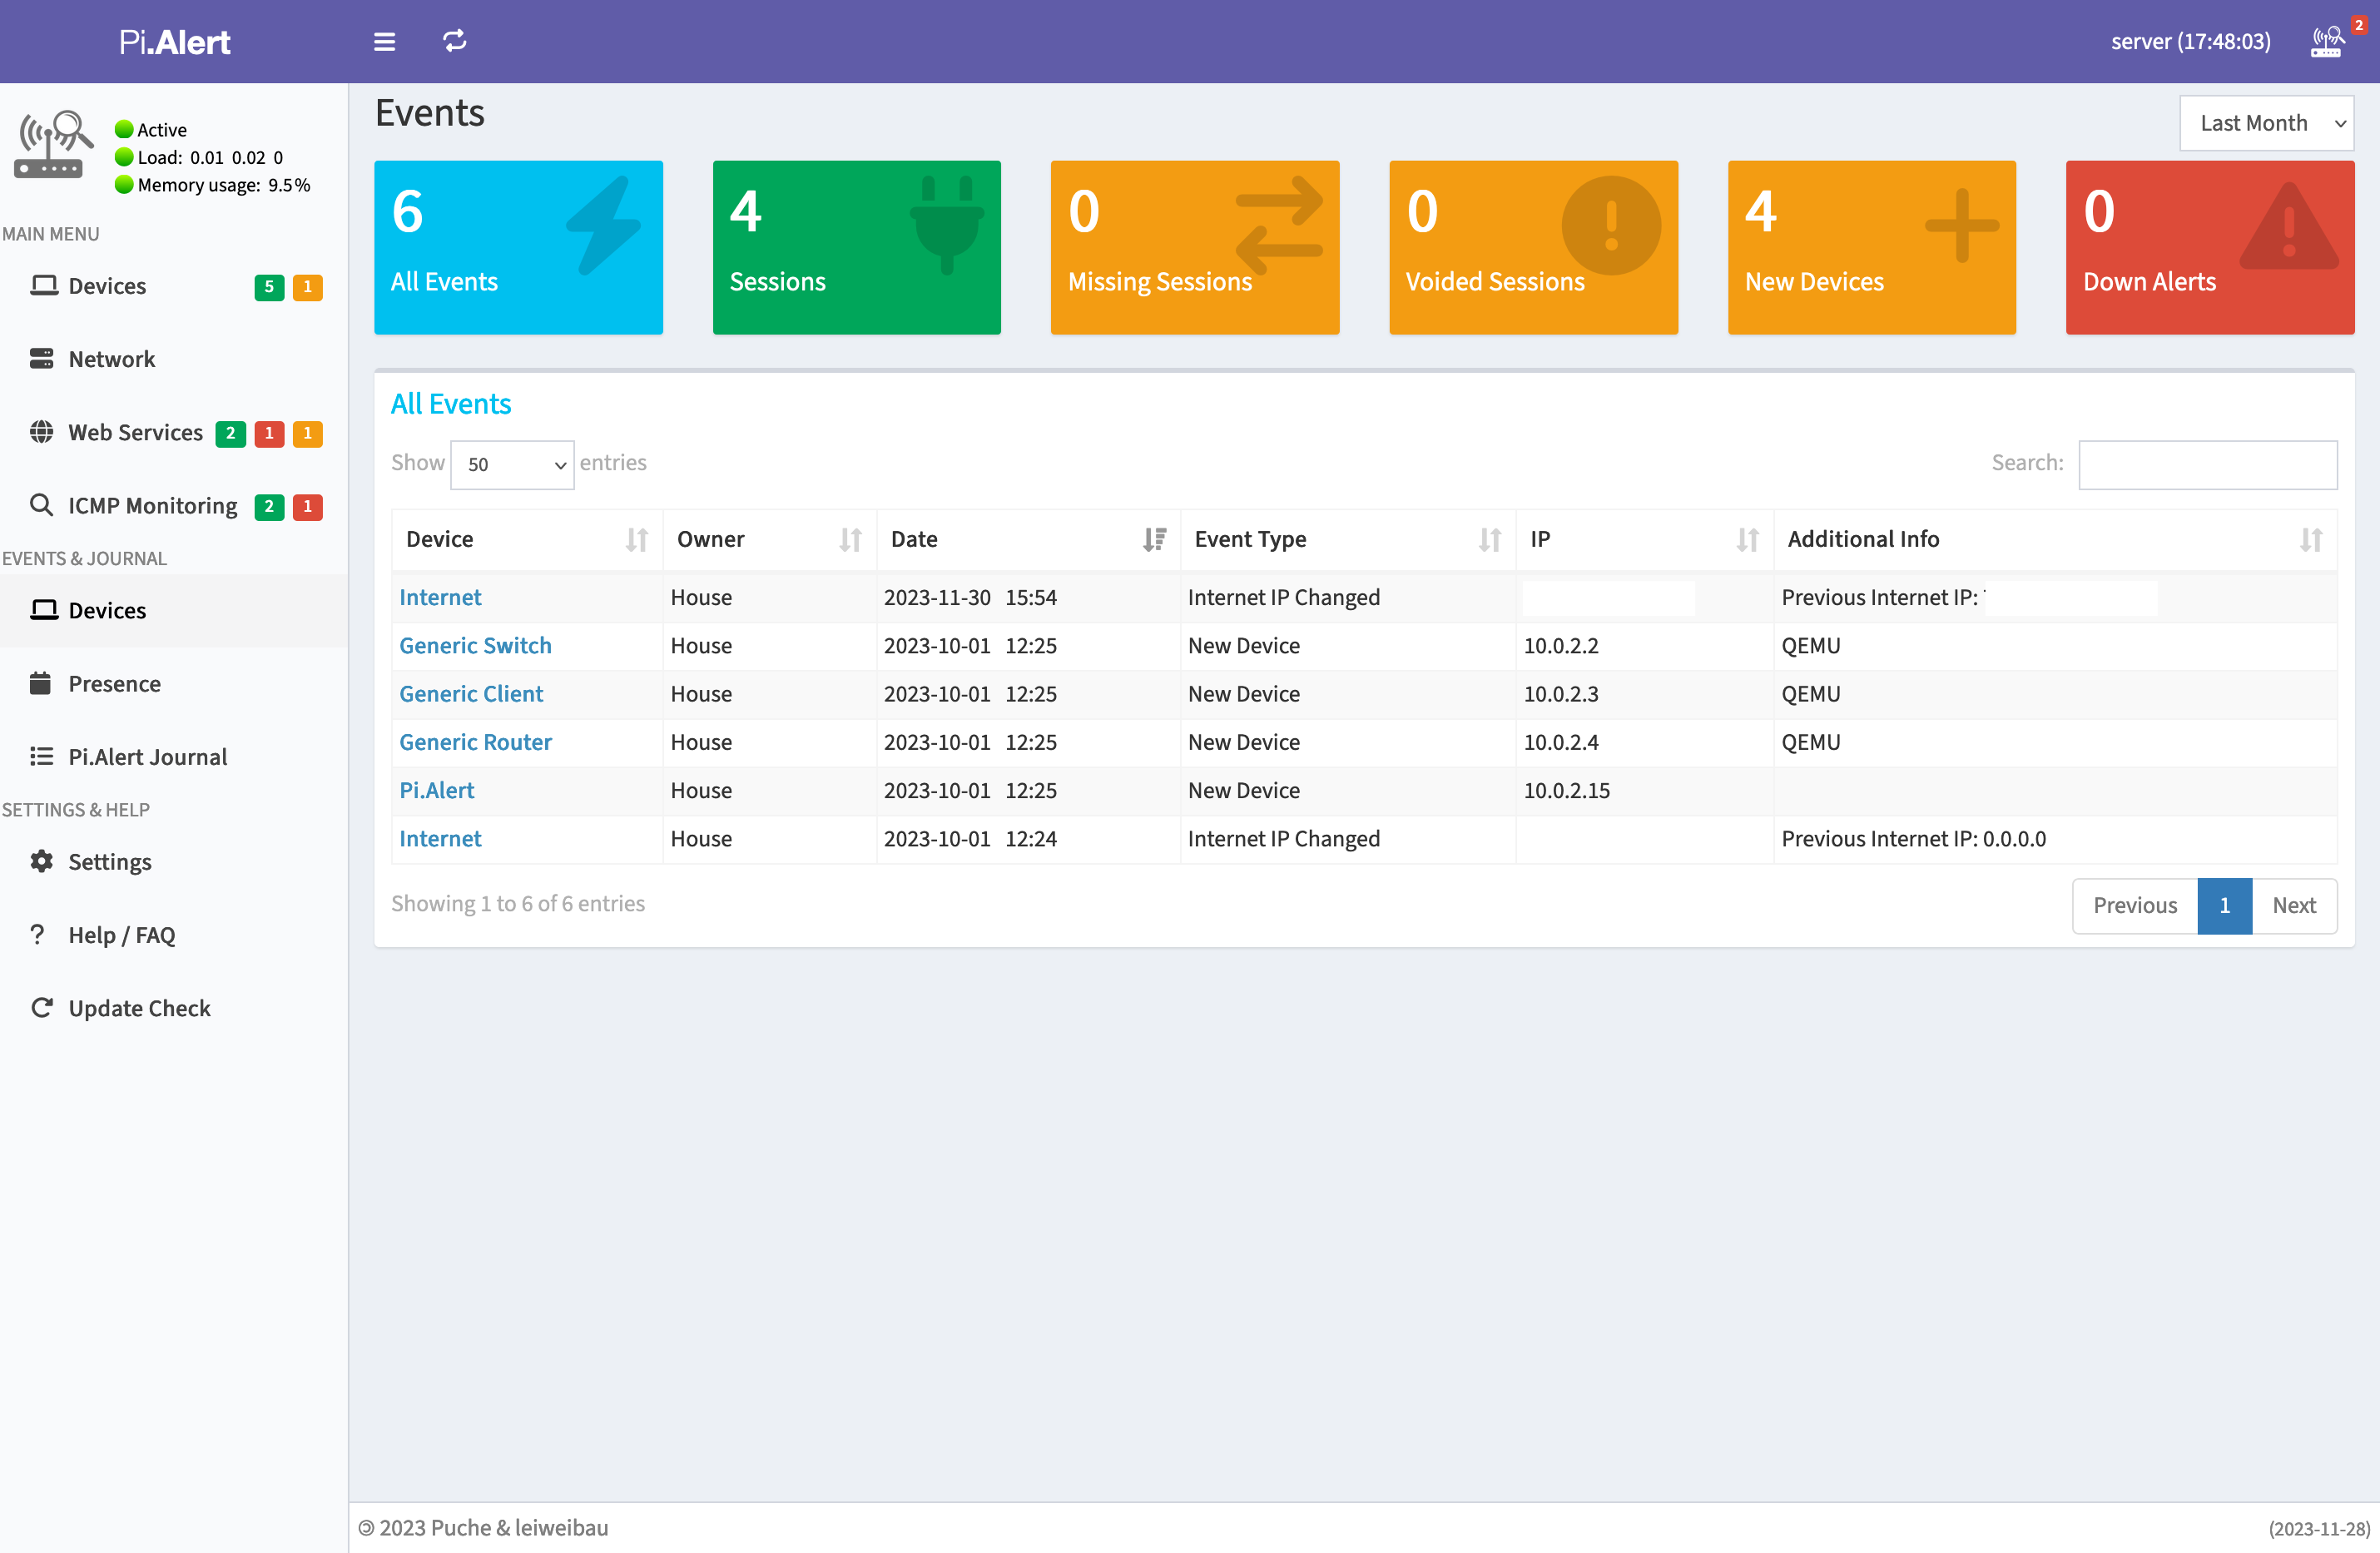 Pi.Alert
server (17:48:03)
2
Active
Load: 0.01 0.02 0
Memory usage: 9.5%
MAIN MENU
Devices 5 1
Network
Web Services 2 1 1
ICMP Monitoring 2 1
EVENTS & JOURNAL
Devices
Presence
Pi.Alert Journal
SETTINGS & HELP
Settings
Help / FAQ
Update Check
Events
Last Month
6
All Events
4
Sessions
0
Missing Sessions
0
Voided Sessions
4
New Devices
0
Down Alerts
All Events
Show 50 entries
Search:
Device Owner Date Event Type IP Additional Info
Internet House 2023-11-30 15:54 Internet IP Changed Previous Internet IP:
Generic Switch House 2023-10-01 12:25 New Device 10.0.2.2 QEMU
Generic Client House 2023-10-01 12:25 New Device 10.0.2.3 QEMU
Generic Router House 2023-10-01 12:25 New Device 10.0.2.4 QEMU
Pi.Alert House 2023-10-01 12:25 New Device 10.0.2.15
Internet House 2023-10-01 12:24 Internet IP Changed Previous Internet IP: 0.0.0.0
Showing 1 to 6 of 6 entries
Previous 1 Next
🄯 2023 Puche & leiweibau
(2023-11-28)